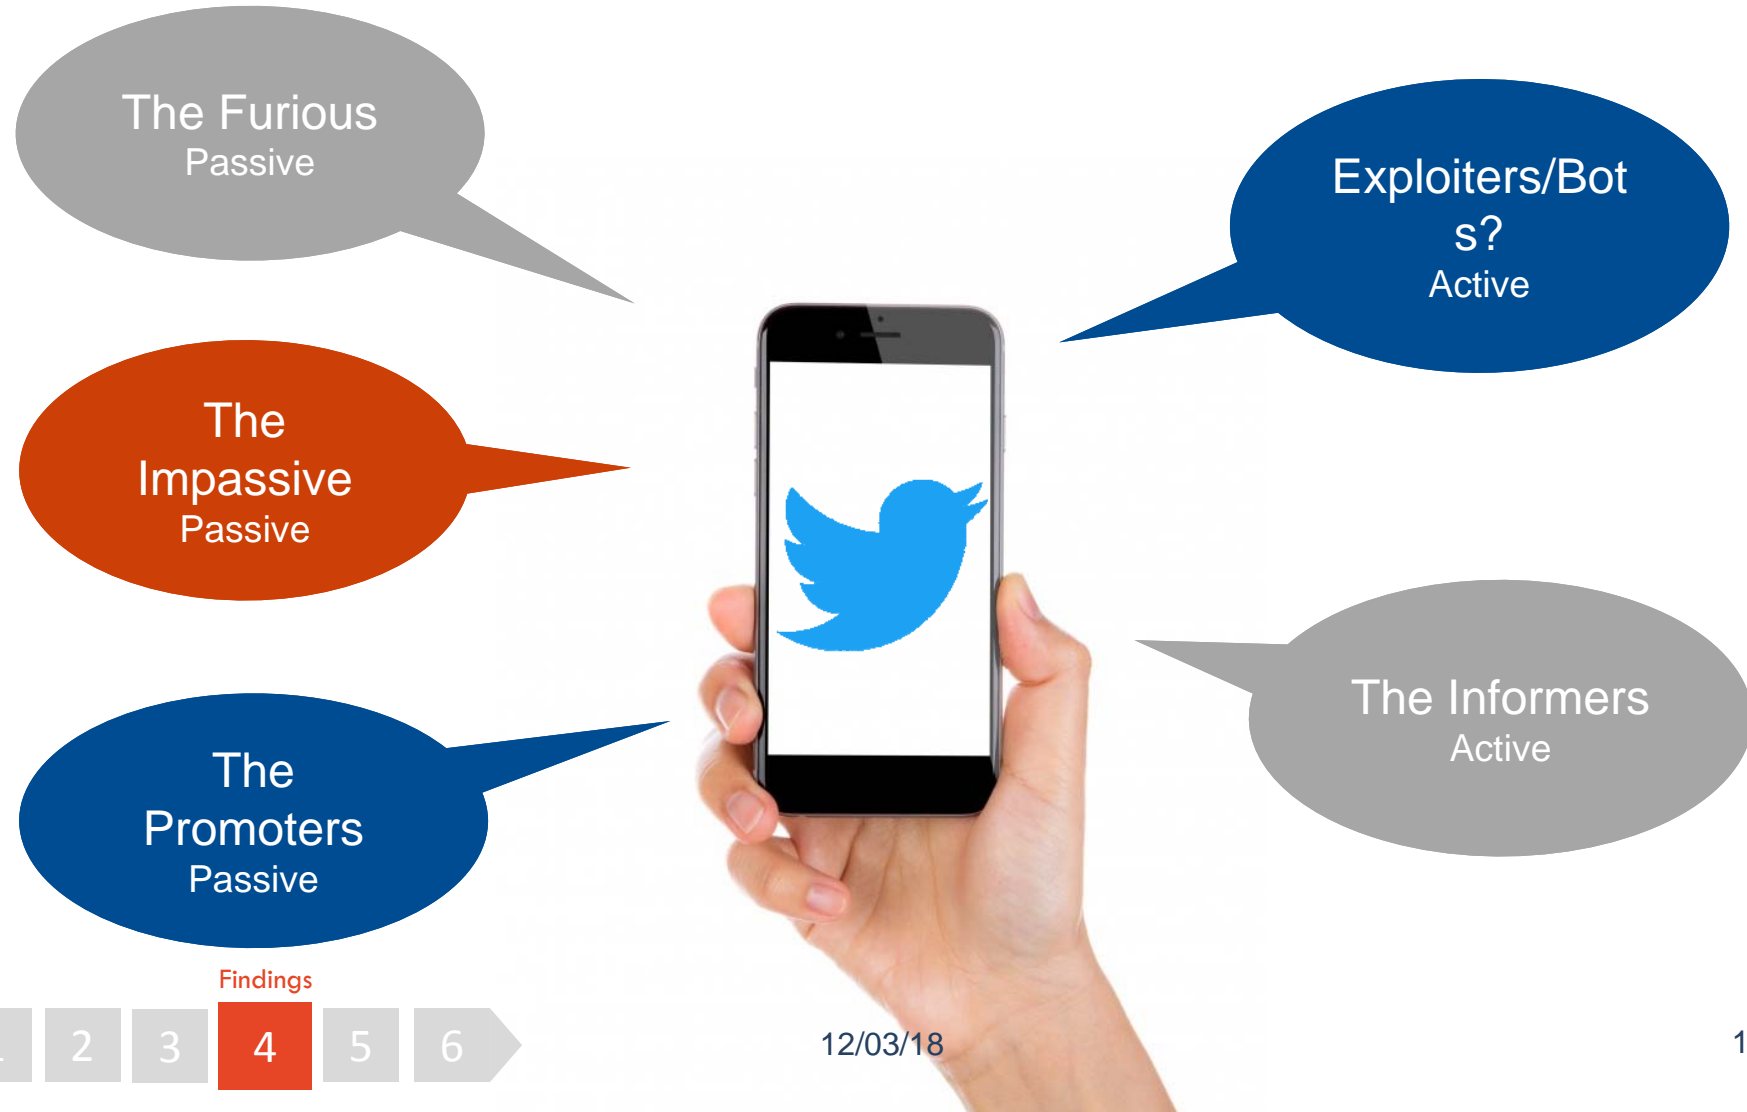 The Furious
Passive
Exploiters/Bot
s?
Active
The
Impassive
Passive
The Informers
Active
The
Promoters
Passive
Findings
2 3 4 5 6
12/03/18
1